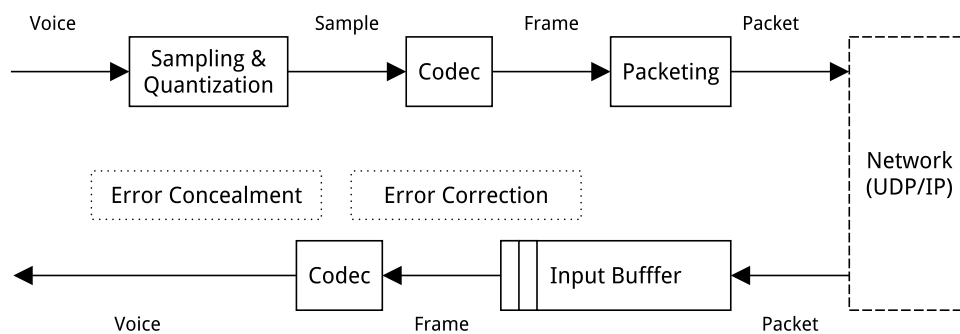 Voice
Sample
Frame
Packet
Sampling &
Quantization
Codec
Packeting
Network
(UDP/IP)
Error Concealment
Error Correction
Codec
Input Bufffer
Voice
Frame
Packet